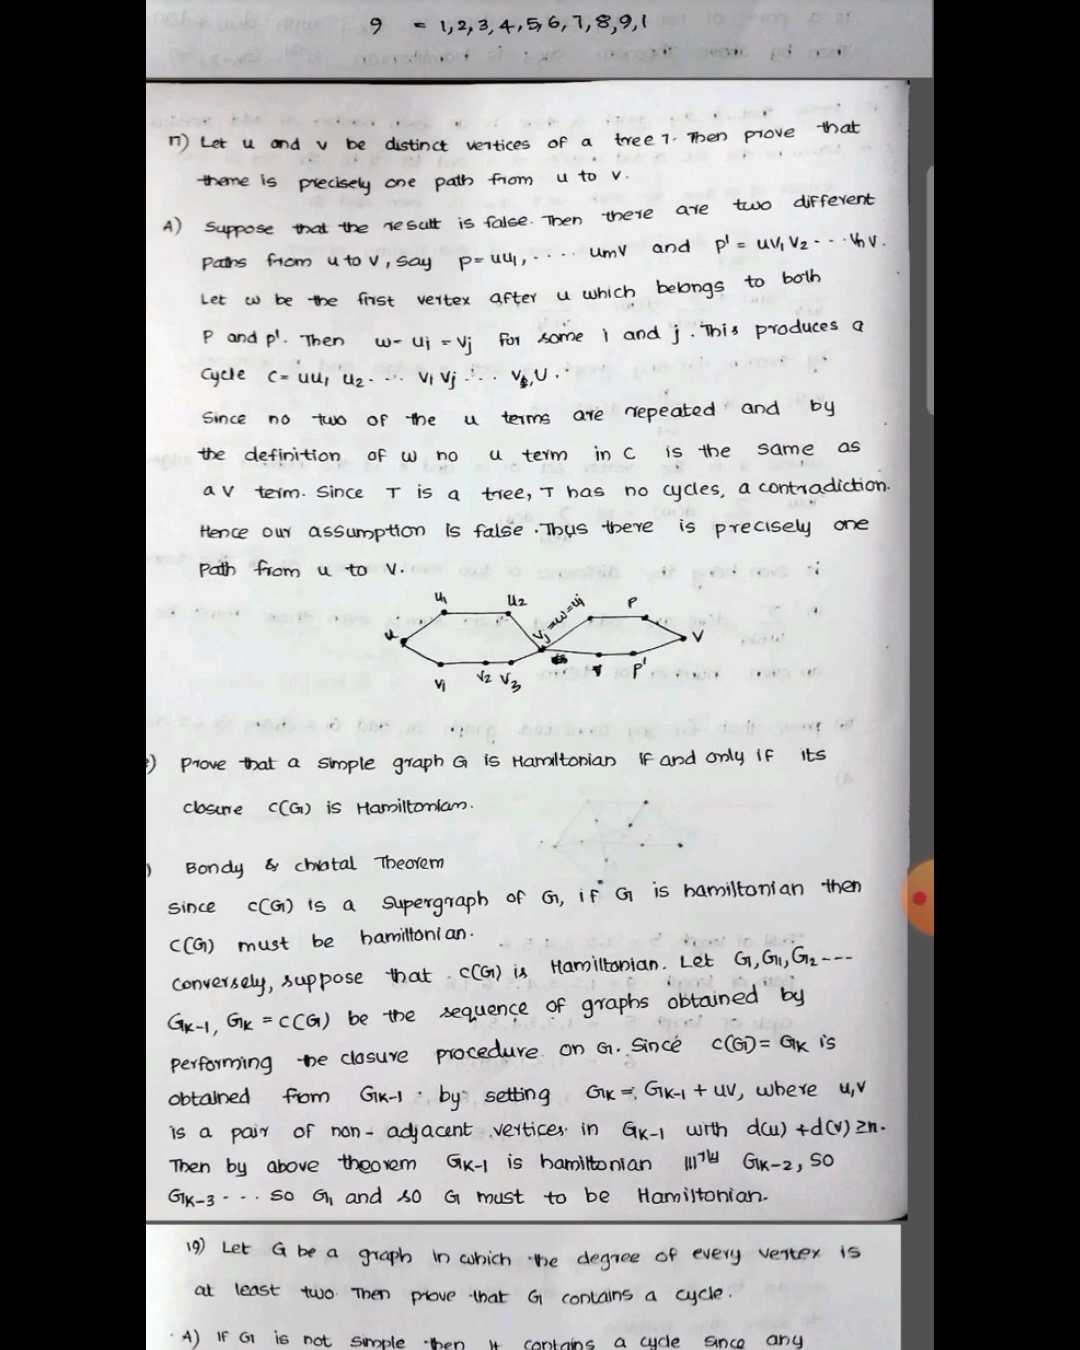 9 = 1,2,3,4,5,6,7,8,9,1
17) Let u and v be distinct vertices of a tree T. Then prove that
there is precisely one path from u to v.
A) Suppose that the result is false. Then there are two different
Paths from u to v, say P= uu1, . . . . umv and p' = uv1 v2 - - - vnv.
Let w be the first vertex after u which belongs to both
P and p'. Then w= ui = vj for some i and j. This produces a
Cycle C= uu1 u2 - . . . vi vj - . . . v1, u.
Since no two of the u terms are repeated and by
the definition of w no u term in C is the same as
a v term. Since T is a tree, T has no cycles, a contradiction.
Hence our assumption is false. Thus there is precisely one
Path from u to v.
u1 u2 vj=w=ui P
u v
v1 v2 v3 p'
) Prove that a simple graph G is Hamiltonian if and only if its
closure c(G) is Hamiltonian.
) Bondy & chvatal Theorem
Since c(G) is a Supergraph of G, if G is hamiltonian then
c(G) must be hamiltonian.
conversely, suppose that c(G) is Hamiltonian. Let G, G1, G2 ---
GK-1, GK = c(G) be the sequence of graphs obtained by
Performing the closure procedure on G. Since c(G) = GK is
obtained from GK-1 by setting GK = GK-1 + uv, where u,v
is a pair of non-adjacent vertices in GK-1 with d(u) +d(v) ≥n.
Then by above theorem GK-1 is hamiltonian |||rly GK-2, so
GK-3 - - - so G1 and so G must to be Hamiltonian.
19) Let G be a graph in which the degree of every vertex is
at least two. Then prove that G contains a cycle.
A) If G is not simple then it contains a cycle since any